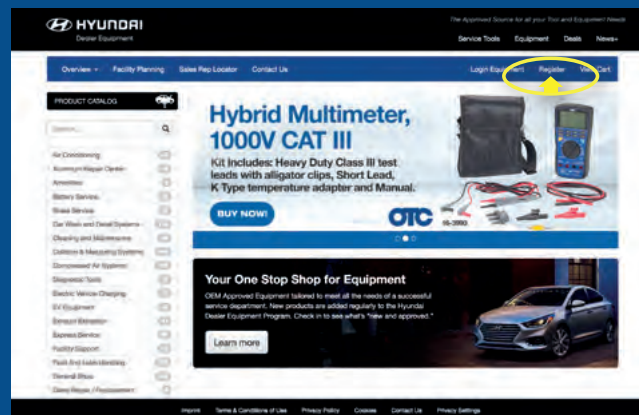 HYUNDAI
Dealer Equipment
The Approved Source for all your Tool and Equipment Needs
Service Tools Equipment Deals News+
Overview Facility Planning Sales Rep Locator Contact Us
Login Equipment Register View Cart
PRODUCT CATALOG
Search...
Air Conditioning
Aluminum Repair Center
Amenities
Battery Service
Brake Service
Car Wash and Detail Systems
Cleaning and Maintenance
Collision & Measuring Systems
Compressed Air Systems
Diagnostic Tools
Electric Vehicle Charging
EV Equipment
Exhaust Extraction
Express Service
Facility Support
Fluid and Lube Handling
General Shop
Glass Repair / Replacement
Hybrid Multimeter,
1000V CAT III
Kit Includes: Heavy Duty Class III test
leads with alligator clips, Short Lead,
K Type temperature adapter and Manual.
BUY NOW!
OTC
Your One Stop Shop for Equipment
OEM Approved Equipment tailored to meet all the needs of a successful
service department. New products are added regularly to the Hyundai
Dealer Equipment Program. Check in to see what's "new and approved."
Learn more
Imprint Terms & Conditions of Use Privacy Policy Cookies Contact Us Privacy Settings